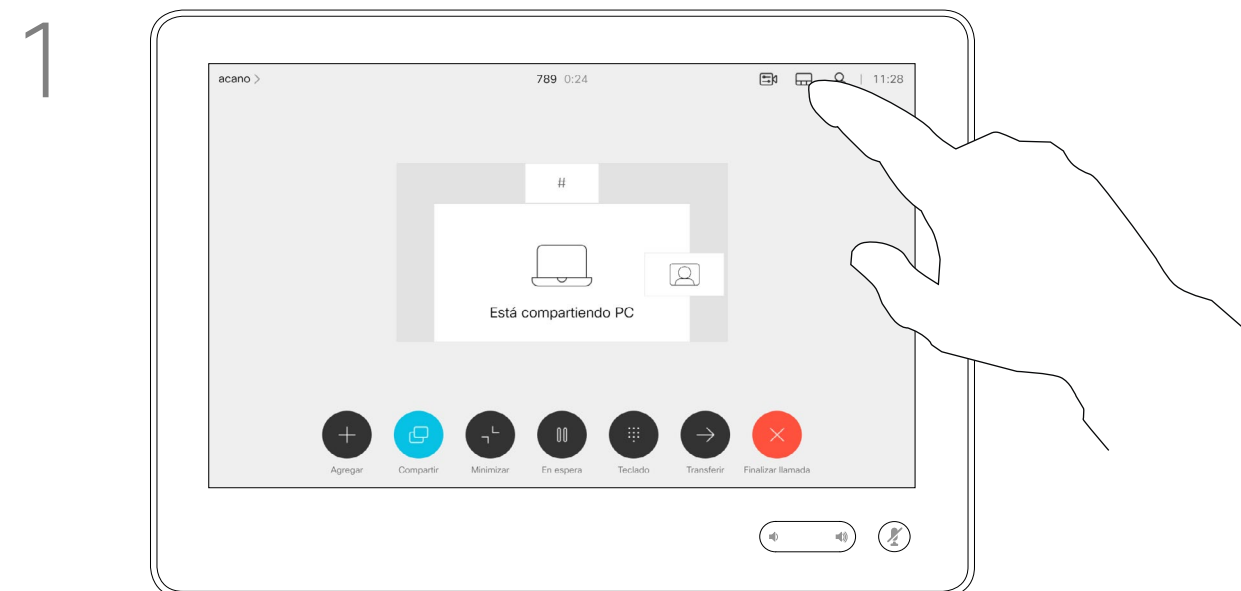 1
acano >
789 0:24
| 11:28
#
Está compartiendo PC
Agregar
Compartir
Minimizar
En espera
Teclado
Transferir
Finalizar llamada